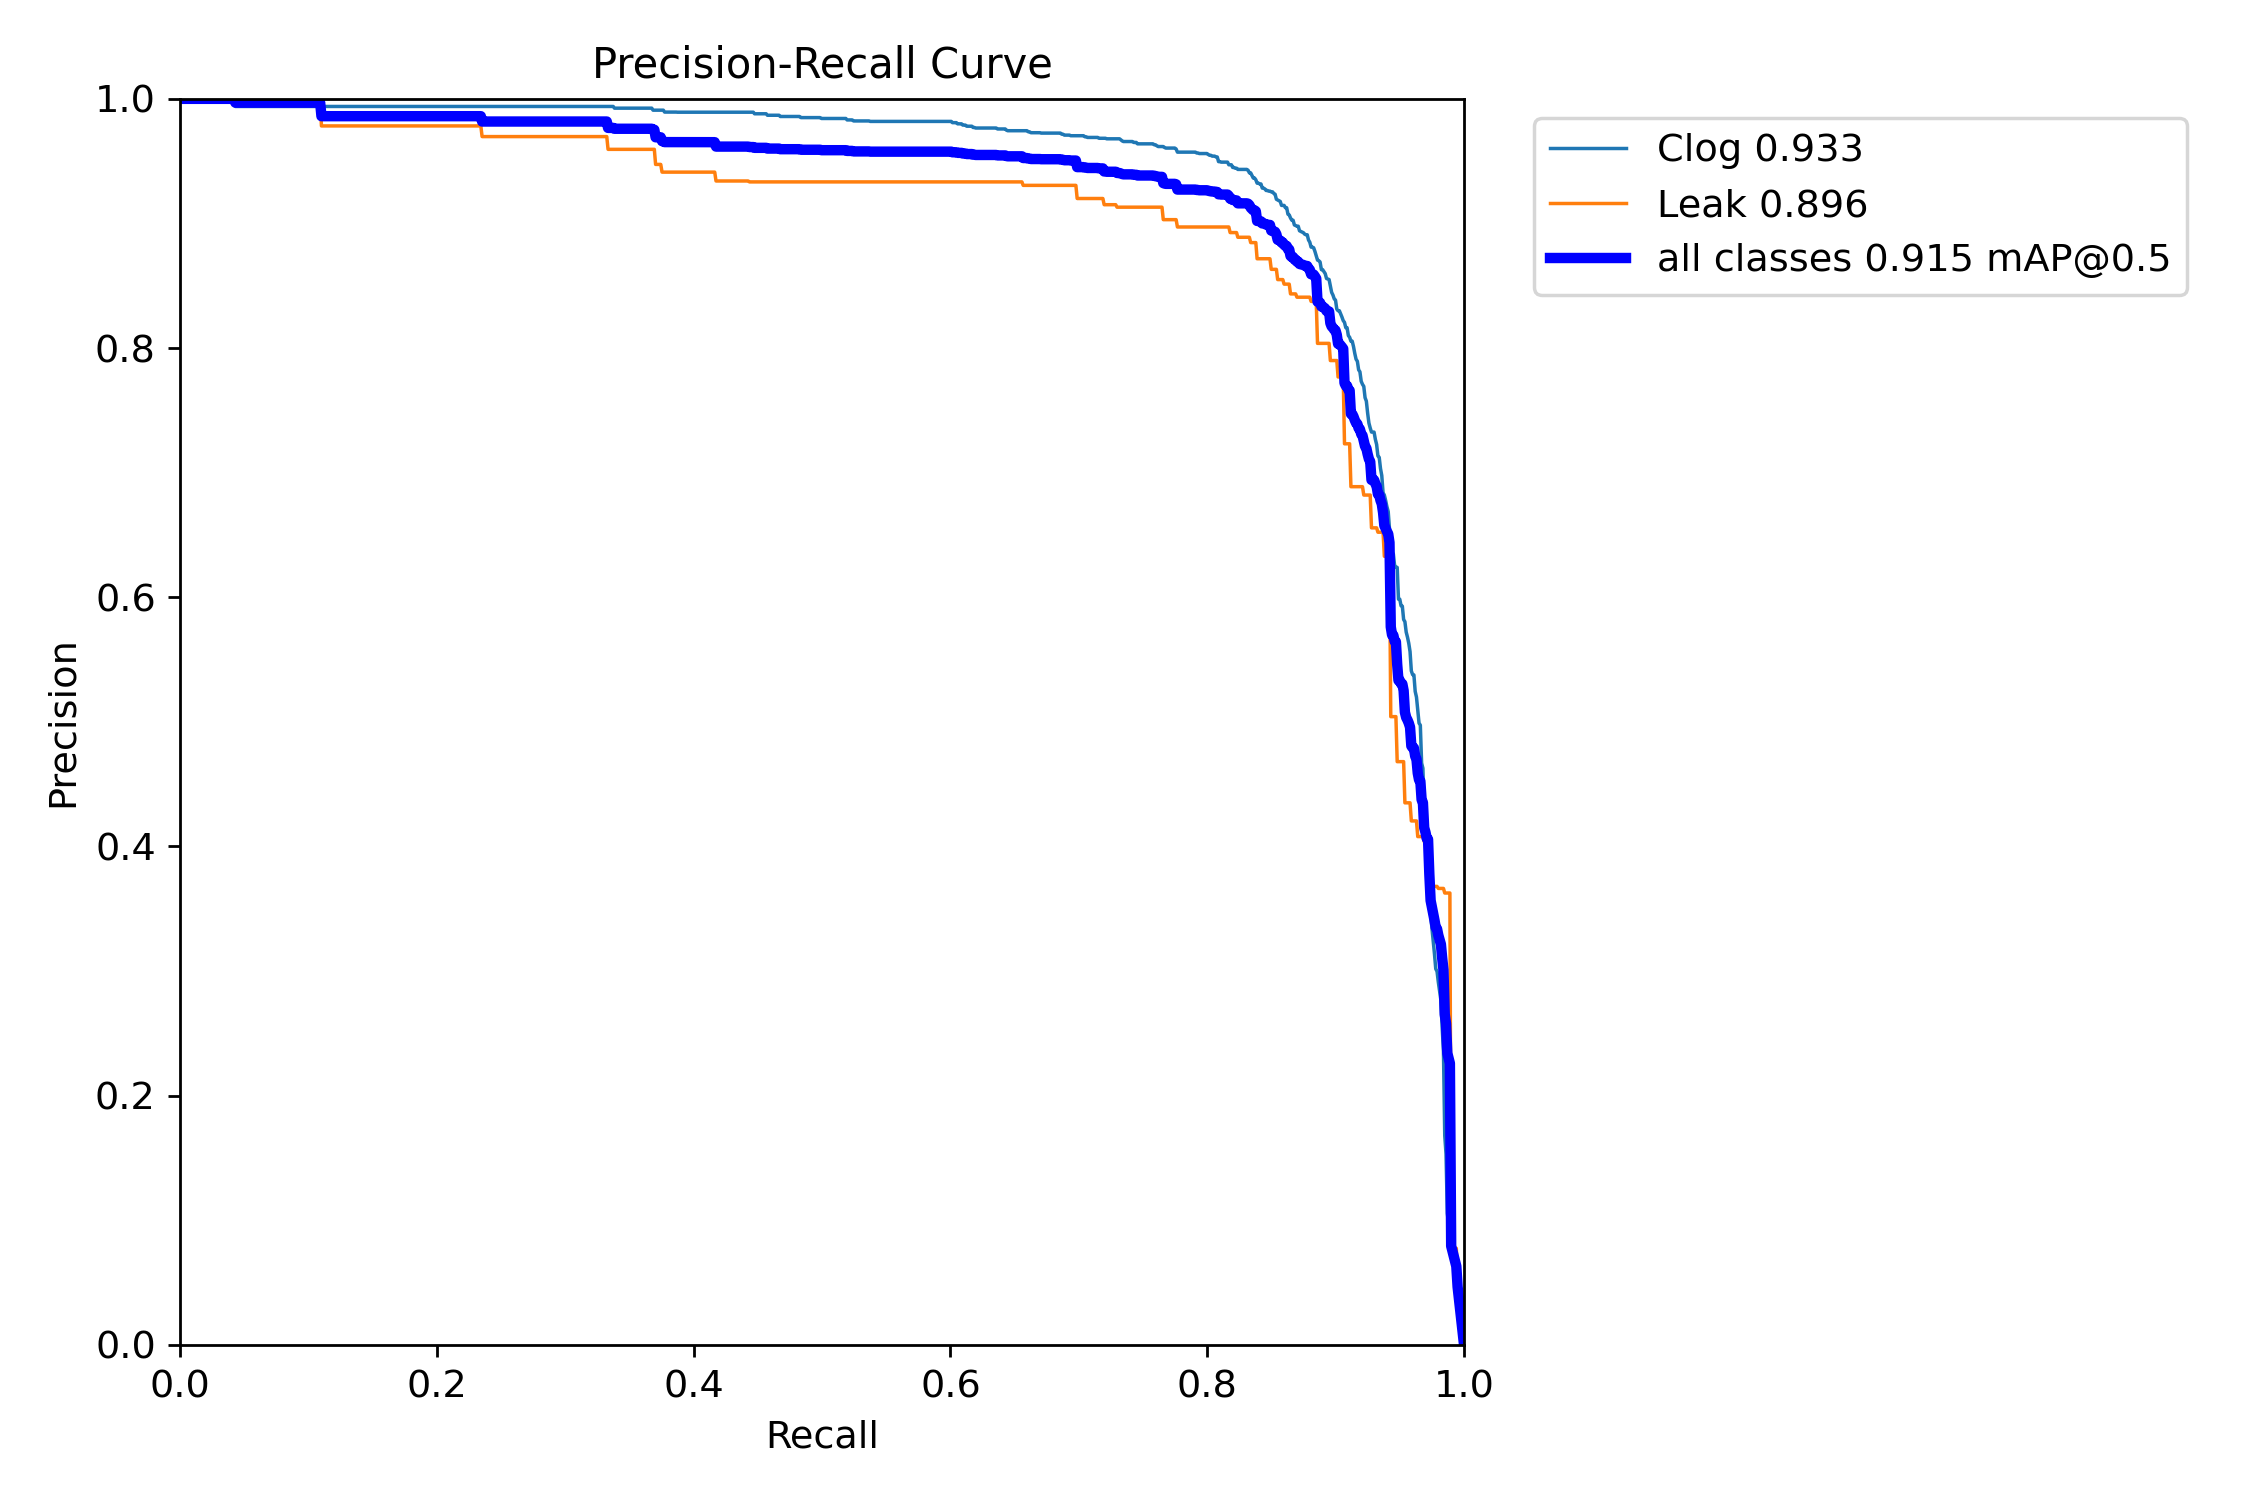 Precision-Recall Curve
1.0
0.8
0.6
0.4
0.2
0.0
Precision
0.0 0.2 0.4 0.6 0.8 1.0
Recall
Clog 0.933
Leak 0.896
all classes 0.915 mAP@0.5